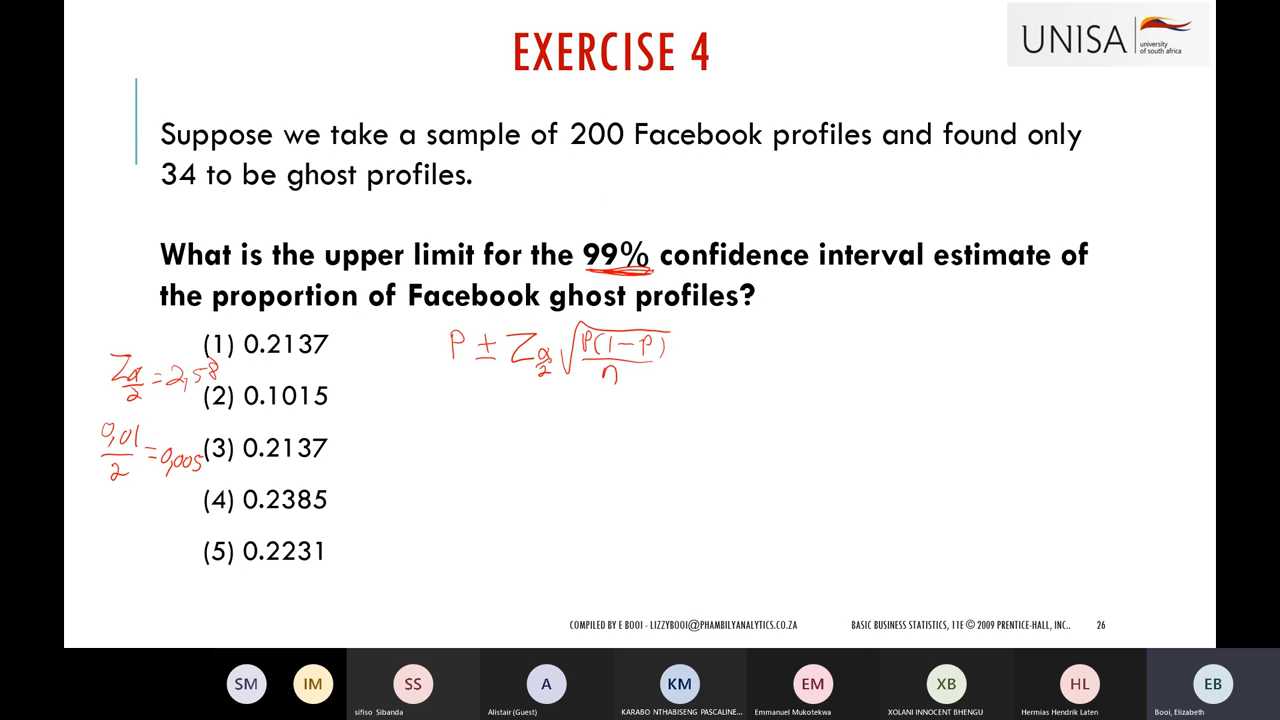 EXERCISE 4
UNISA
university
of south africa
Suppose we take a sample of 200 Facebook profiles and found only
34 to be ghost profiles.
What is the upper limit for the 99% confidence interval estimate of
the proportion of Facebook ghost profiles?
(1) 0.2137
(2) 0.1015
(3) 0.2137
(4) 0.2385
(5) 0.2231
P ± Zα/2 √(P(1-P)/n)
Zα/2 = 2,58
0,01/2 = 0,005
COMPILED BY E BOOI - LIZZYBOOI@PHAMBILYANALYTICS.CO.ZA
BASIC BUSINESS STATISTICS, 11E © 2009 PRENTICE-HALL, INC..
26
SM
IM
SS
A
KM
EM
XB
HL
EB
sifiso Sibanda
Alistair (Guest)
KARABO NTHABISENG PASCALINE...
Emmanuel Mukotekwa
XOLANI INNOCENT BHENGU
Hermias Hendrik Laten
Booi, Elizabeth